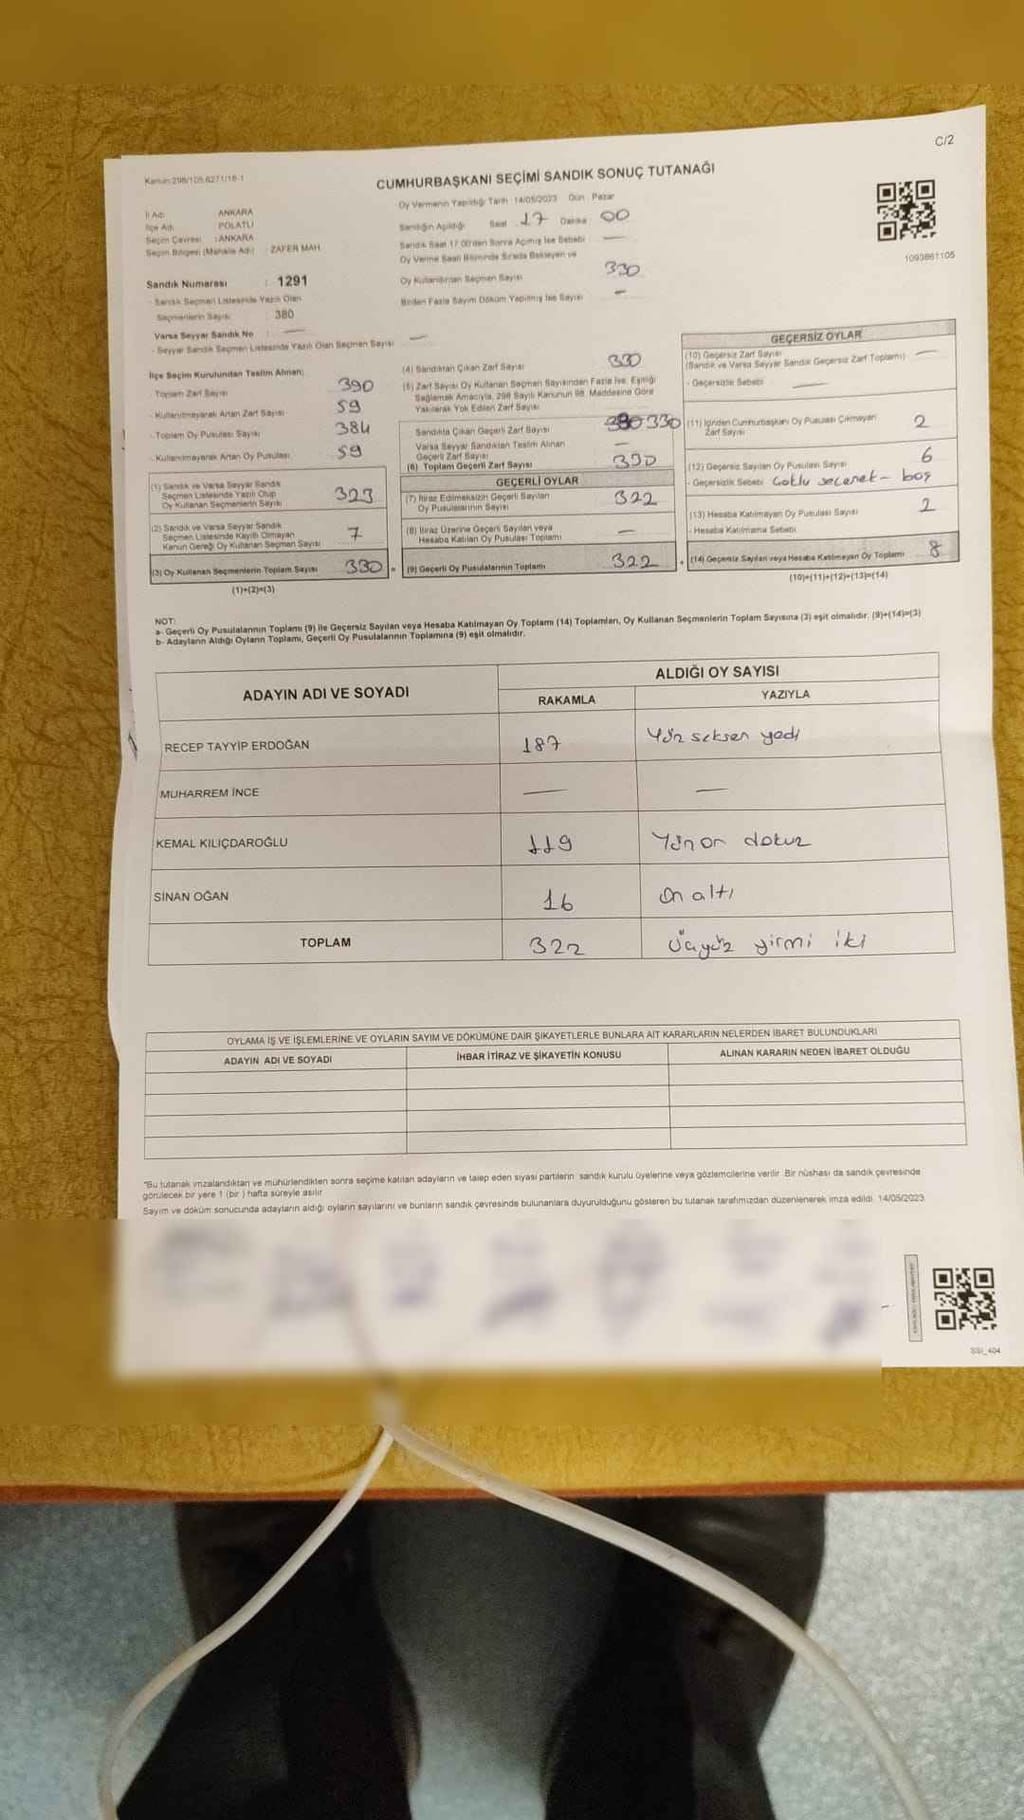 C/2
Kanun:298/105,6271/18-1
CUMHURBAŞKANI SEÇİMİ SANDIK SONUÇ TUTANAĞI
İl Adı: ANKARA
İlçe Adı: POLATLI
Seçim Çevresi :ANKARA
Seçim Bölgesi (Mahalle Adı) : ZAFER MAH.
Oy Vermenin Yapıldığı Tarih :14/05/2023 Gün : Pazar
Sandığın Açıldığı Saat : 17 Dakika : 00
Sandık Saat 17.00'den Sonra Açılmış İse Sebebi —
Oy Verme Saati Bitiminde Sırada Bekleyen ve
Oy Kullandırılan Seçmen Sayısı 330
Birden Fazla Sayım Döküm Yapılmış İse Sayısı —
1093861105
Sandık Numarası : 1291
- Sandık Seçmen Listesinde Yazılı Olan
Seçmenlerin Sayısı : 380
Varsa Seyyar Sandık No : —
- Seyyar Sandık Seçmen Listesinde Yazılı Olan Seçmen Sayısı —
İlçe Seçim Kurulundan Teslim Alınan;
Toplam Zarf Sayısı 390
- Kullanılmayarak Artan Zarf Sayısı 59
- Toplam Oy Pusulası Sayısı 384
- Kullanılmayarak Artan Oy Pusulası 59
(1) Sandık ve Varsa Seyyar Sandık
Seçmen Listesinde Yazılı Olup
Oy Kullanan Seçmenlerin Sayısı 323
(2) Sandık ve Varsa Seyyar Sandık
Seçmen Listesinde Kayıtlı Olmayan
Kanun Gereği Oy Kullanan Seçmen Sayısı 7
(3) Oy Kullanan Seçmenlerin Toplam Sayısı 330 =
(1)+(2)=(3)
(4) Sandıktan Çıkan Zarf Sayısı 330
(5) Zarf Sayısı Oy Kullanan Seçmen Sayısından Fazla İse, Eşitliği
Sağlamak Amacıyla, 298 Sayılı Kanunun 98. Maddesine Göre
Yakılarak Yok Edilen Zarf Sayısı
Sandıkta Çıkan Geçerli Zarf Sayısı 330
Varsa Seyyar Sandıktan Teslim Alınan
Geçerli Zarf Sayısı —
(6) Toplam Geçerli Zarf Sayısı 330
GEÇERLİ OYLAR
(7) İtiraz Edilmeksizin Geçerli Sayılan
Oy Pusulalarının Sayısı 322
(8) İtiraz Üzerine Geçerli Sayılan veya
Hesaba Katılan Oy Pusulası Toplamı —
(9) Geçerli Oy Pusulalarının Toplamı 322 +
GEÇERSİZ OYLAR
(10) Geçersiz Zarf Sayısı
(Sandık ve Varsa Seyyar Sandık Geçersiz Zarf Toplamı) —
- Geçersizlik Sebebi —
(11) İçinden Cumhurbaşkanı Oy Pusulası Çıkmayan
Zarf Sayısı 2
(12) Geçersiz Sayılan Oy Pusulası Sayısı 6
- Geçersizlik Sebebi Çoklu seçenek - boş
(13) Hesaba Katılmayan Oy Pusulası Sayısı 2
- Hesaba Katılmama Sebebi
(14) Geçersiz Sayılan veya Hesaba Katılmayan Oy Toplamı 8
(10)+(11)+(12)+(13)=(14)
NOT:
a- Geçerli Oy Pusulalarının Toplamı (9) ile Geçersiz Sayılan veya Hesaba Katılmayan Oy Toplamı (14) Toplamları, Oy Kullanan Seçmenlerin Toplam Sayısına (3) eşit olmalıdır. (9)+(14)=(3)
b- Adayların Aldığı Oyların Toplamı, Geçerli Oy Pusulalarının Toplamına (9) eşit olmalıdır.
ADAYIN ADI VE SOYADI
ALDIĞI OY SAYISI
RAKAMLA YAZIYLA
RECEP TAYYİP ERDOĞAN 187 Yüz seksen yedi
MUHARREM İNCE — —
KEMAL KILIÇDAROĞLU 119 Yüz on dokuz
SİNAN OĞAN 16 On altı
TOPLAM 322 Üçyüz yirmi iki
OYLAMA İŞ VE İŞLEMLERİNE VE OYLARIN SAYIM VE DÖKÜMÜNE DAİR ŞİKAYETLERLE BUNLARA AİT KARARLARIN NELERDEN İBARET BULUNDUKLARI
ADAYIN ADI VE SOYADI İHBAR İTİRAZ VE ŞİKAYETİN KONUSU ALINAN KARARIN NEDEN İBARET OLDUĞU
*Bu tutanak imzalandıktan ve mühürlendikten sonra seçime katılan adayların ve talep eden siyasi partilerin sandık kurulu üyelerine veya gözlemcilerine verilir. Bir nüshası da sandık çevresinde
görülecek bir yere 1 (bir ) hafta süreyle asılır.
Sayım ve döküm sonucunda adayların aldığı oyların sayılarını ve bunların sandık çevresinde bulunanlara duyurulduğunu gösteren bu tutanak tarafımızdan düzenlenerek imza edildi. 14/05/2023
SSI_404